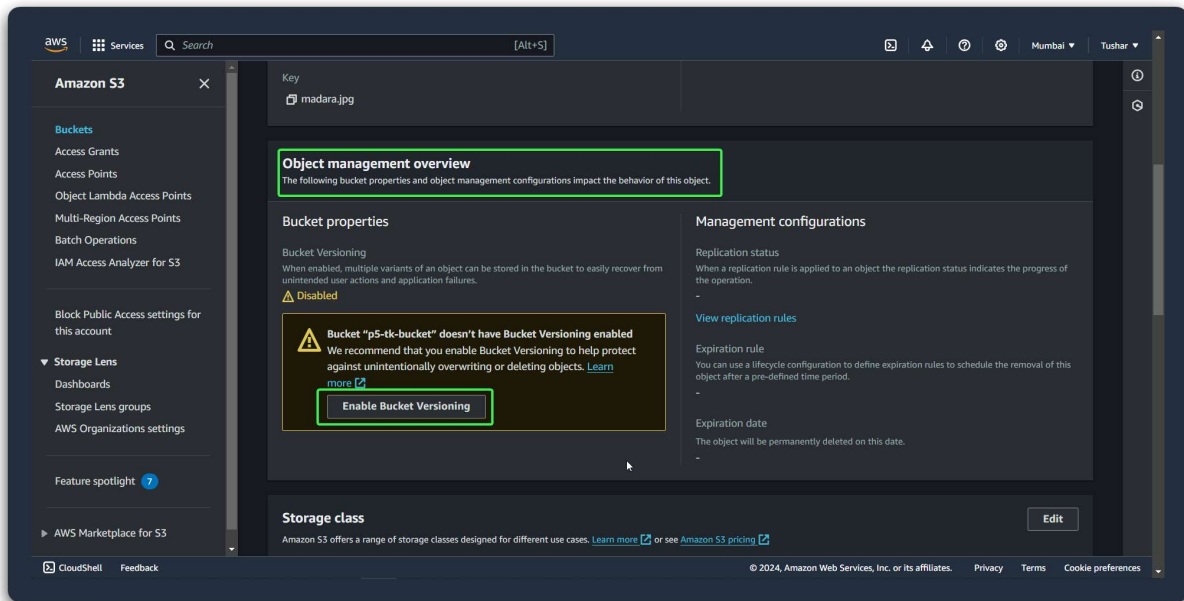 aws
Services
Search
[Alt+S]
Mumbai
Tushar
Amazon S3
Buckets
Access Grants
Access Points
Object Lambda Access Points
Multi-Region Access Points
Batch Operations
IAM Access Analyzer for S3
Block Public Access settings for
this account
Storage Lens
Dashboards
Storage Lens groups
AWS Organizations settings
Feature spotlight 7
AWS Marketplace for S3
Key
madara.jpg
Object management overview
The following bucket properties and object management configurations impact the behavior of this object.
Bucket properties
Bucket Versioning
When enabled, multiple variants of an object can be stored in the bucket to easily recover from
unintended user actions and application failures.
Disabled
Bucket "p5-tk-bucket" doesn't have Bucket Versioning enabled
We recommend that you enable Bucket Versioning to help protect
against unintentionally overwriting or deleting objects. Learn
more
Enable Bucket Versioning
Management configurations
Replication status
When a replication rule is applied to an object the replication status indicates the progress of
the operation.
-
View replication rules
Expiration rule
You can use a lifecycle configuration to define expiration rules to schedule the removal of this
object after a pre-defined time period.
-
Expiration date
The object will be permanently deleted on this date.
-
Storage class
Edit
Amazon S3 offers a range of storage classes designed for different use cases. Learn more or see Amazon S3 pricing
CloudShell
Feedback
© 2024, Amazon Web Services, Inc. or its affiliates.
Privacy
Terms
Cookie preferences